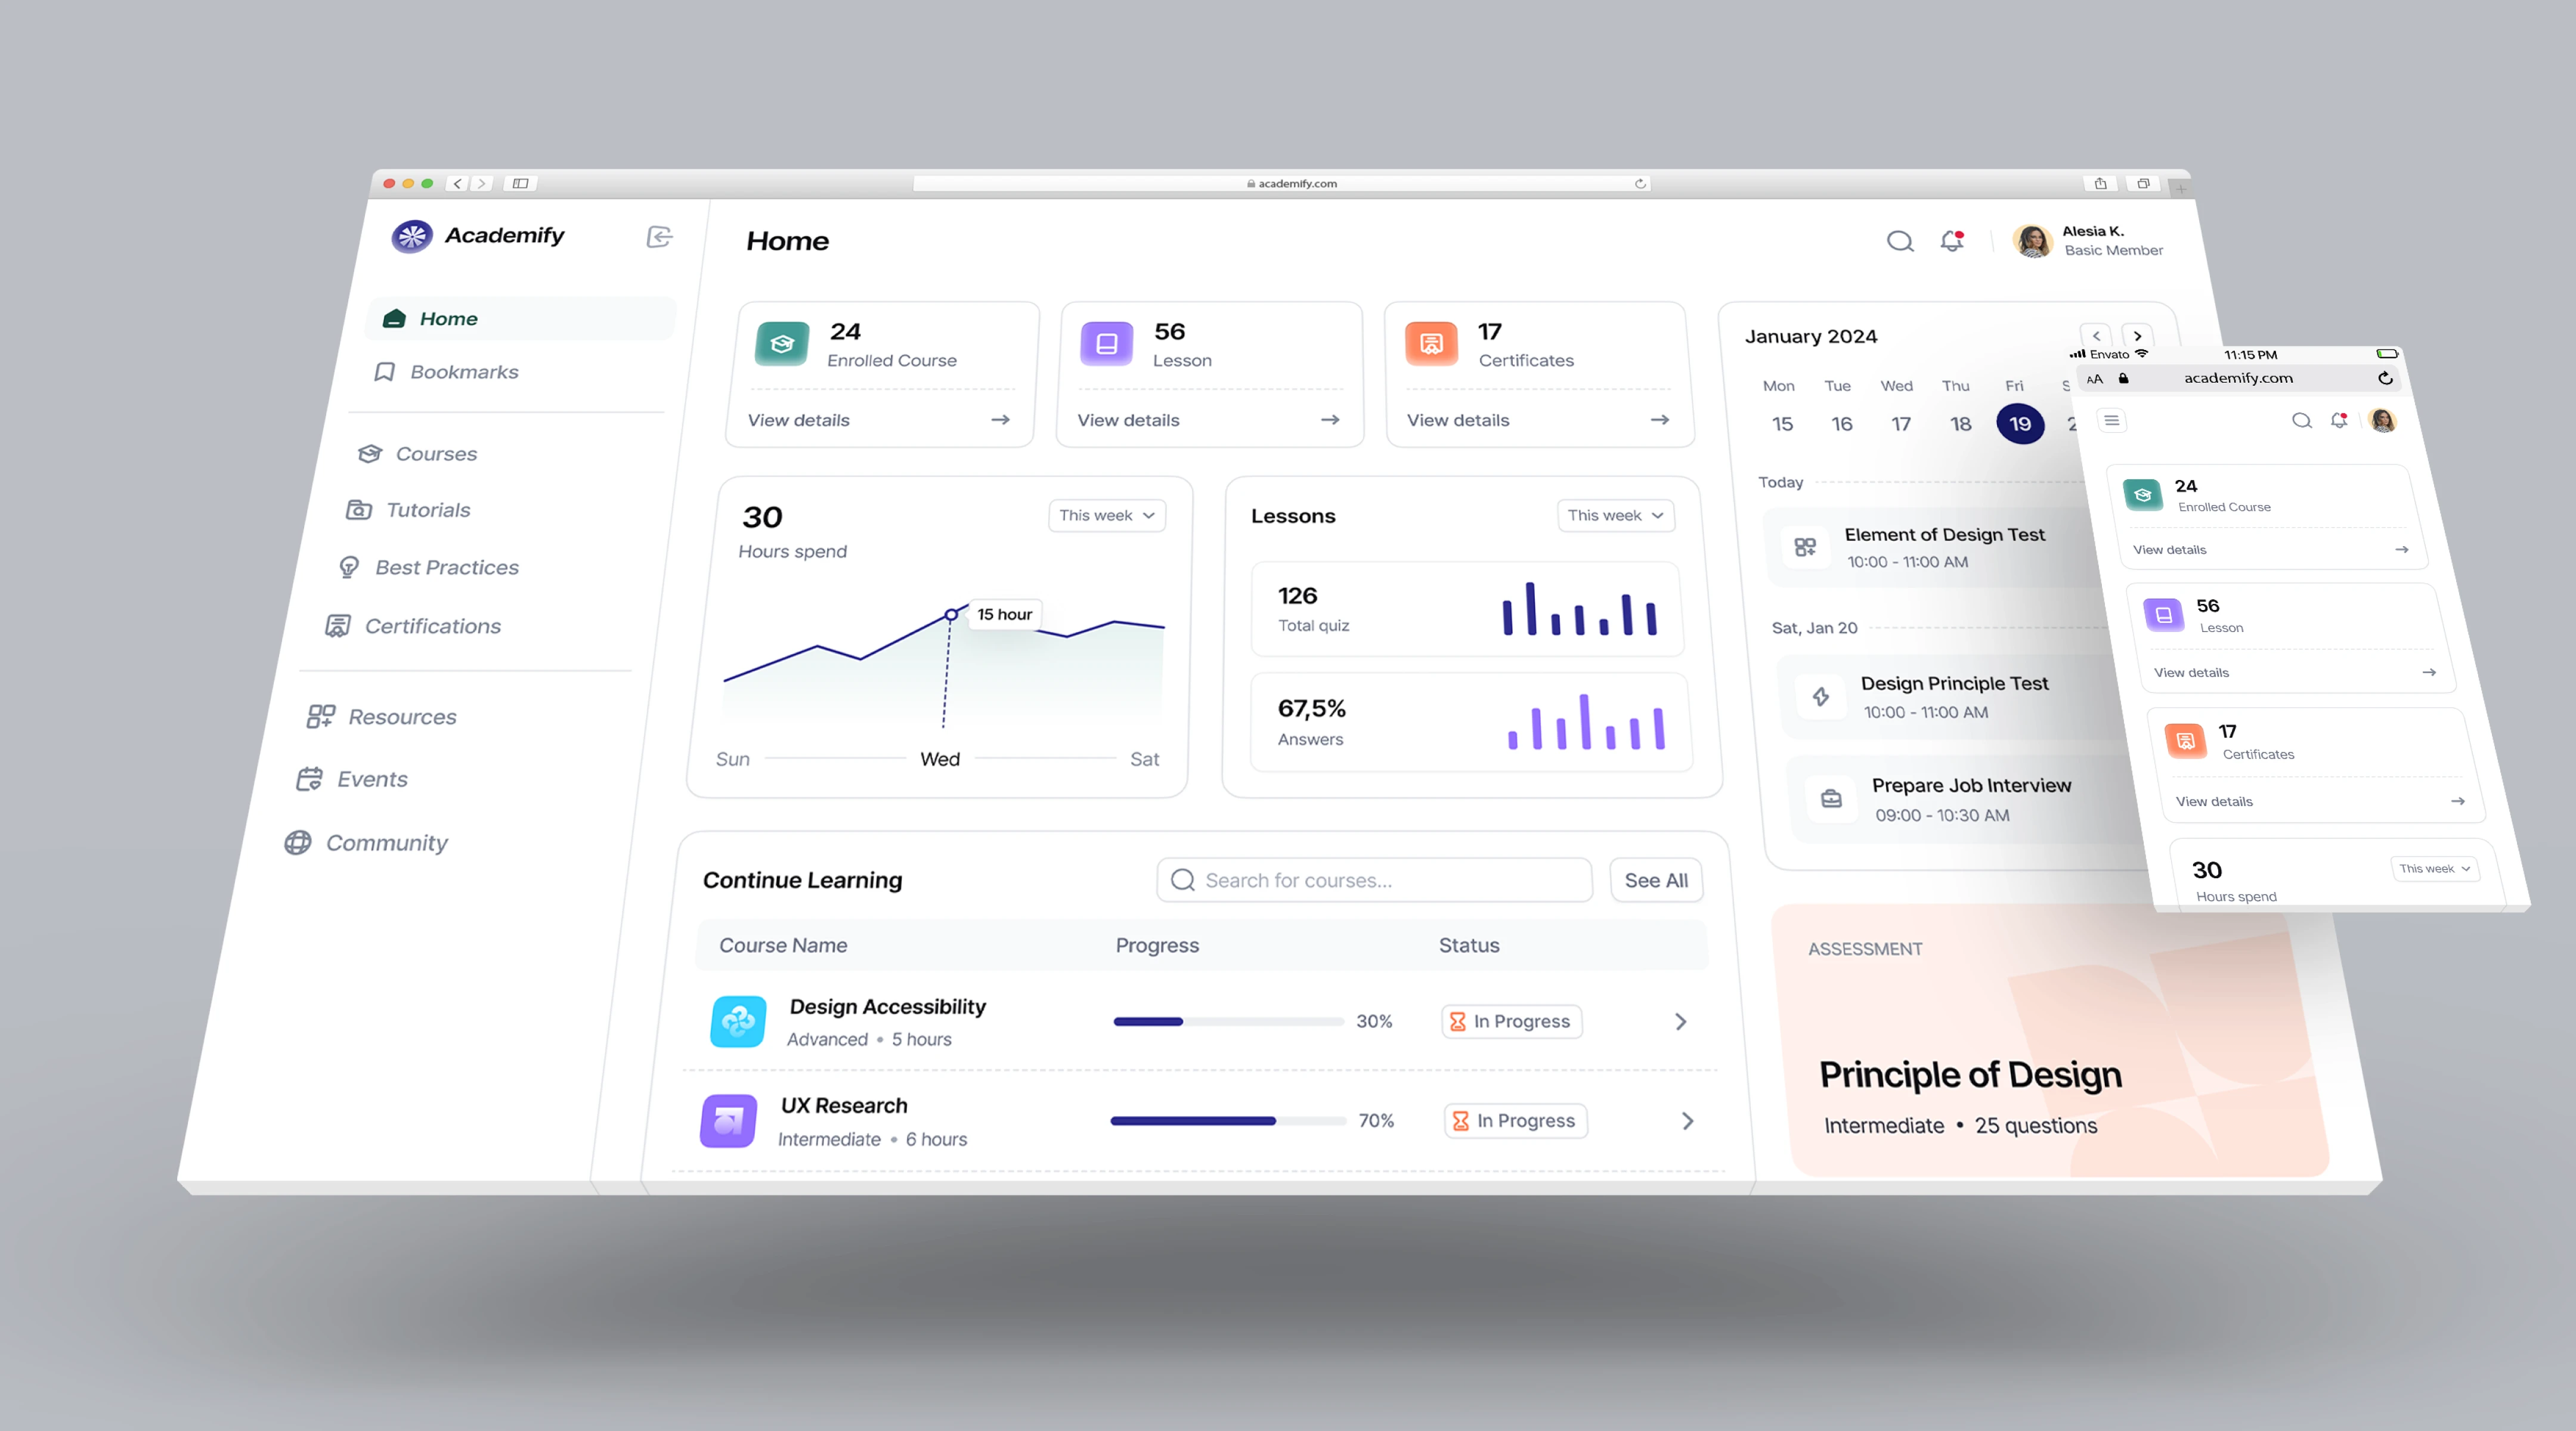 academify.com
Academify
Home
Bookmarks
Courses
Tutorials
Best Practices
Certifications
Resources
Events
Community
Home
Alesia K.
Basic Member
24
Enrolled Course
View details
56
Lesson
View details
17
Certificates
View details
30
Hours spend
This week
15 hour
Sun
Wed
Sat
Lessons
This week
126
Total quiz
67,5%
Answers
January 2024
Mon Tue Wed Thu Fri
15 16 17 18 19
Today
Element of Design Test
10:00 - 11:00 AM
Sat, Jan 20
Design Principle Test
10:00 - 11:00 AM
Prepare Job Interview
09:00 - 10:30 AM
Continue Learning
Search for courses...
See All
Course Name Progress Status
Design Accessibility
Advanced • 5 hours
30%
In Progress
UX Research
Intermediate • 6 hours
70%
In Progress
ASSESSMENT
Principle of Design
Intermediate • 25 questions
Envato
11:15 PM
AA
academify.com
24
Enrolled Course
View details
56
Lesson
View details
17
Certificates
View details
30
Hours spend
This week